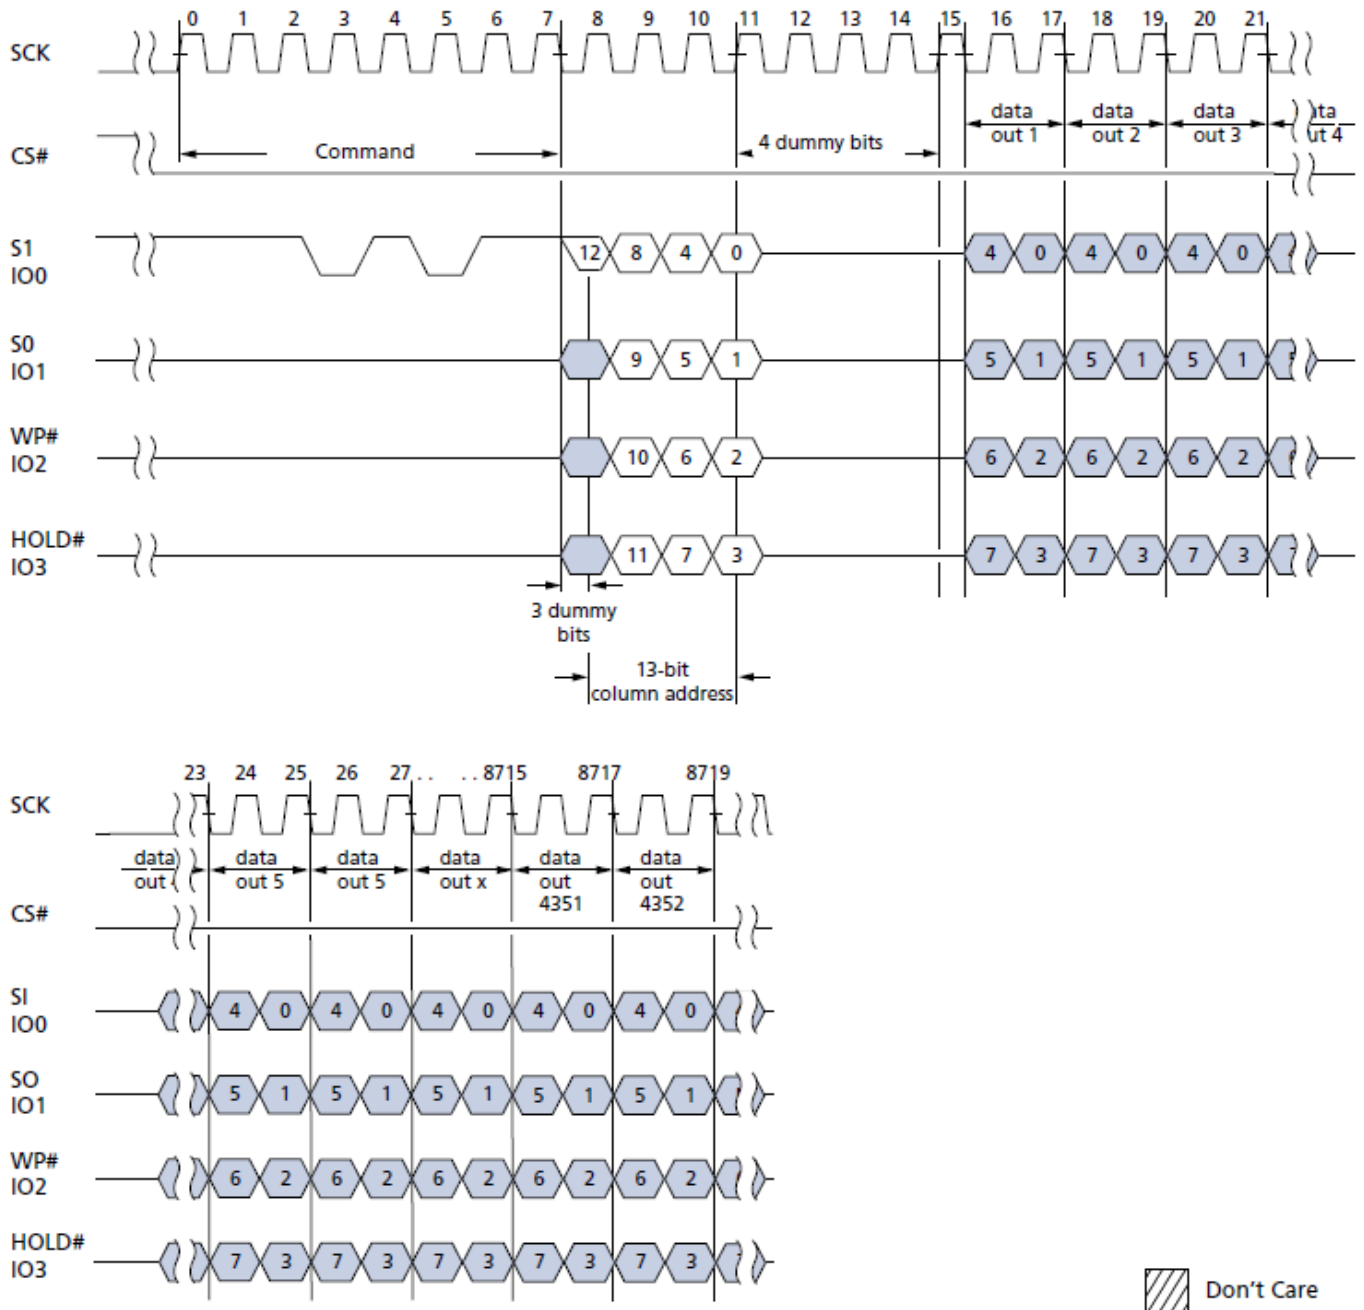 0 1 2 3 4 5 6 7 8 9 10 11 12 13 14 15 16 17 18 19 20 21
SCK
data data data ata
out 1 out 2 out 3 ut 4
CS# Command 4 dummy bits
S1
IO0
12 8 4 0 4 0 4 0 4 0
S0
IO1
9 5 1 5 1 5 1 5 1
WP#
IO2
10 6 2 6 2 6 2 6 2
HOLD#
IO3
11 7 3 7 3 7 3 7 3
3 dummy
bits
13-bit
column address
23 24 25 26 27 . . . . 8715 8717 8719
SCK
data data data data data data
out out 5 out 5 out x out out
4351 4352
CS#
SI
IO0
4 0 4 0 4 0 4 0 4 0
SO
IO1
5 1 5 1 5 1 5 1 5 1
WP#
IO2
6 2 6 2 6 2 6 2 6 2
HOLD#
IO3
7 3 7 3 7 3 7 3 7 3
Don't Care